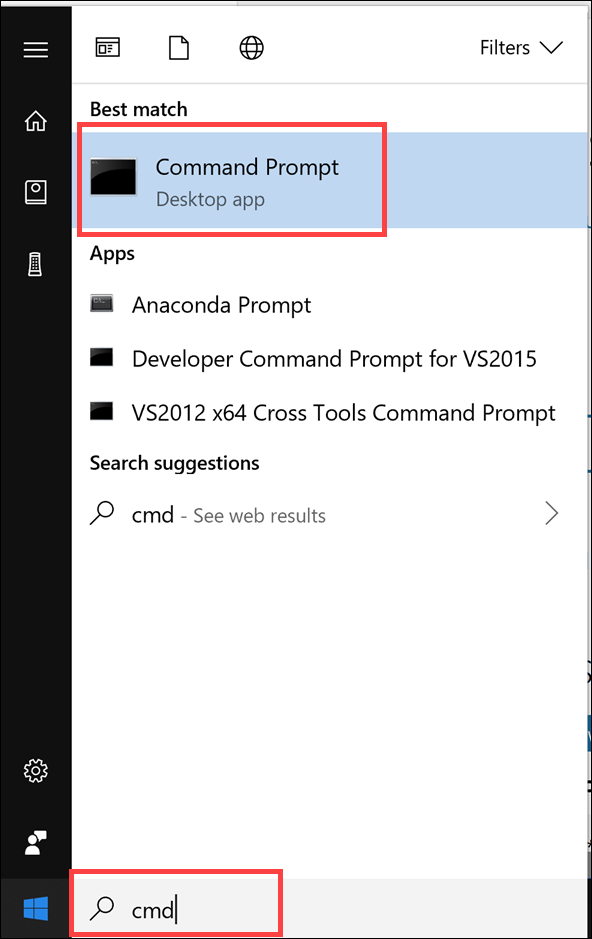 Filters
Best match
Command Prompt
Desktop app
Apps
Anaconda Prompt
Developer Command Prompt for VS2015
VS2012 x64 Cross Tools Command Prompt
Search suggestions
cmd - See web results
cmd